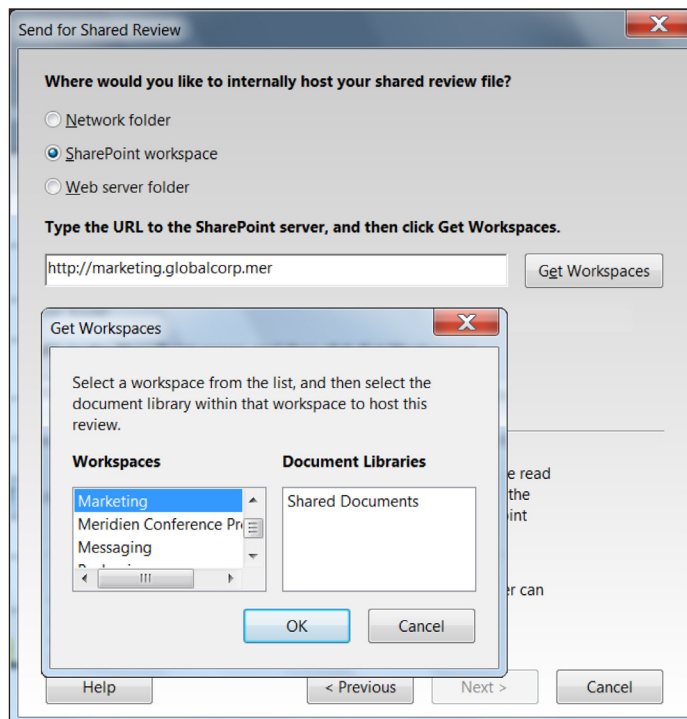 Send for Shared Review
Where would you like to internally host your shared review file?
Network folder
SharePoint workspace
Web server folder
Type the URL to the SharePoint server, and then click Get Workspaces.
http://marketing.globalcorp.mer
Get Workspaces
Get Workspaces
Select a workspace from the list, and then select the
document library within that workspace to host this
review.
Workspaces
Document Libraries
Marketing
Shared Documents
Meridien Conference
Messaging
read
the
can
OK
Cancel
Help
< Previous
Next >
Cancel